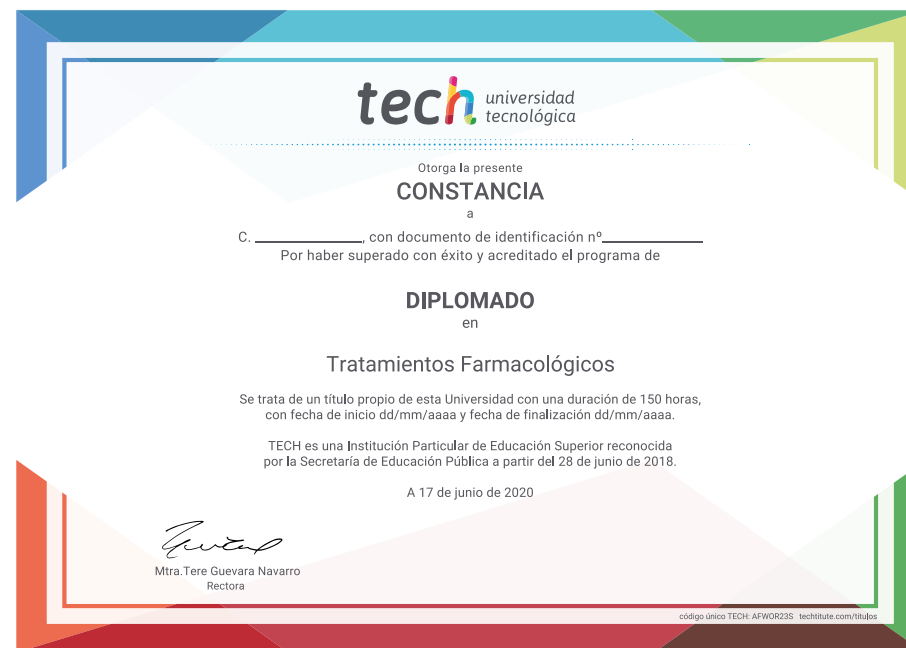 tech universidad
tecnológica
Otorga la presente
CONSTANCIA
a
C. ____________, con documento de identificación nº____________
Por haber superado con éxito y acreditado el programa de
DIPLOMADO
en
Tratamientos Farmacológicos
Se trata de un título propio de esta Universidad con una duración de 150 horas,
con fecha de inicio dd/mm/aaaa y fecha de finalización dd/mm/aaaa.
TECH es una Institución Particular de Educación Superior reconocida
por la Secretaría de Educación Pública a partir del 28 de junio de 2018.
A 17 de junio de 2020
Mtra.Tere Guevara Navarro
Rectora
código único TECH: AFWOR23S techtitute.com/titulos